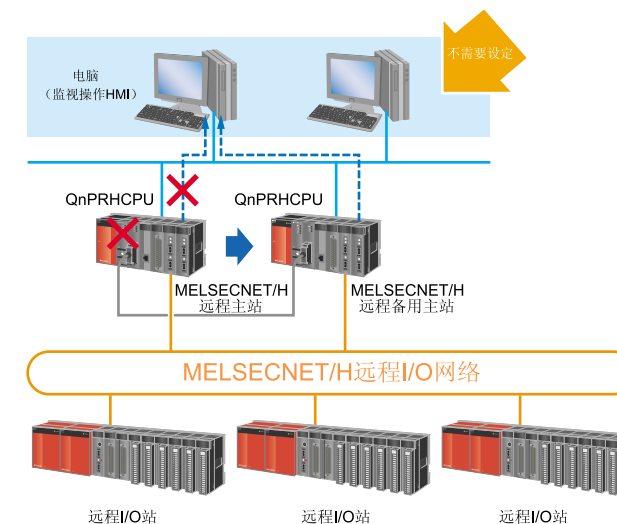 不需要设定
电脑
（监视操作HMI）
QnPRHCPU
QnPRHCPU
MELSECNET/H
远程主站
MELSECNET/H
远程备用主站
MELSECNET/H远程I/O网络
远程I/O站
远程I/O站
远程I/O站